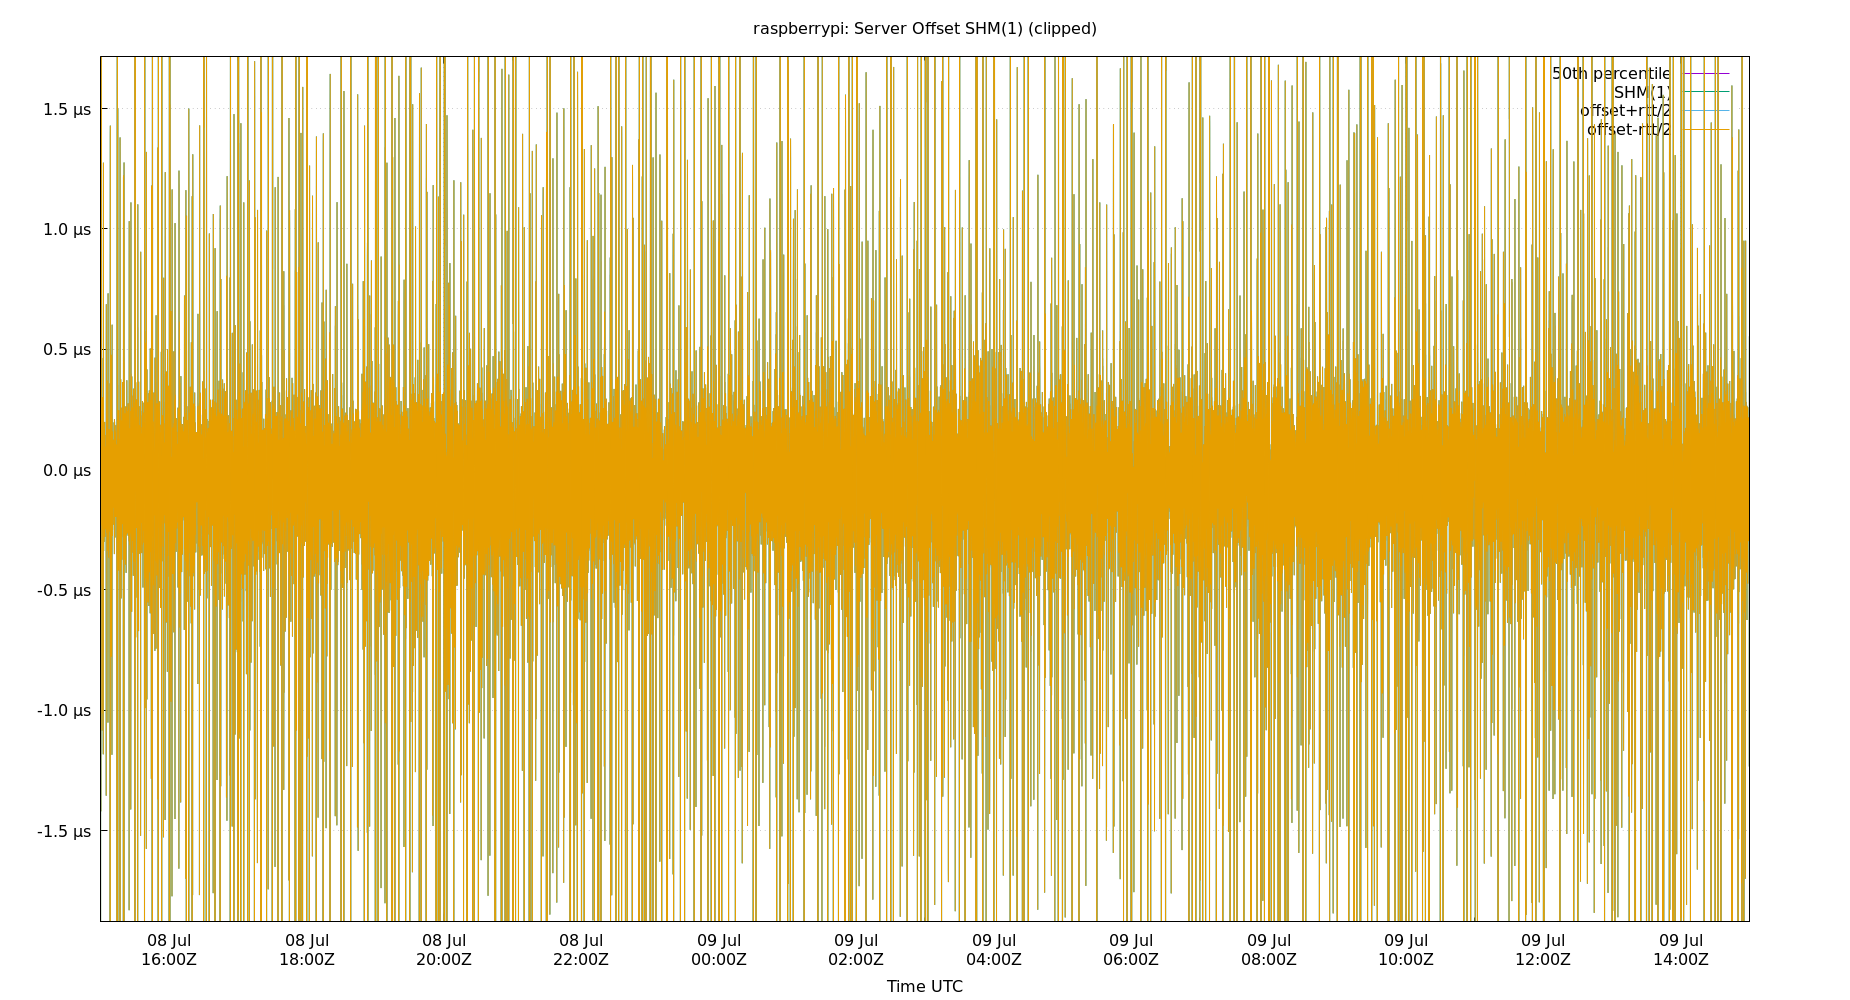 raspberrypi: Server Offset SHM(1) (clipped)
50th percentile
SHM(1)
offset+rtt/2
offset-rtt/2
1.5 µs
1.0 µs
0.5 µs
0.0 µs
-0.5 µs
-1.0 µs
-1.5 µs
08 Jul 08 Jul 08 Jul 08 Jul 09 Jul 09 Jul 09 Jul 09 Jul 09 Jul 09 Jul 09 Jul 09 Jul
16:00Z 18:00Z 20:00Z 22:00Z 00:00Z 02:00Z 04:00Z 06:00Z 08:00Z 10:00Z 12:00Z 14:00Z
Time UTC